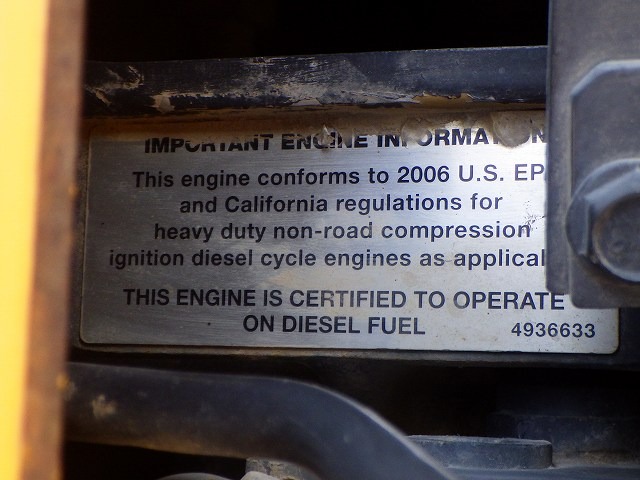 IMPORTANT ENGINE INFORMATION
This engine conforms to 2006 U.S. EP
and California regulations for
heavy duty non-road compression
ignition diesel cycle engines as applical
THIS ENGINE IS CERTIFIED TO OPERATE
ON DIESEL FUEL 4936633